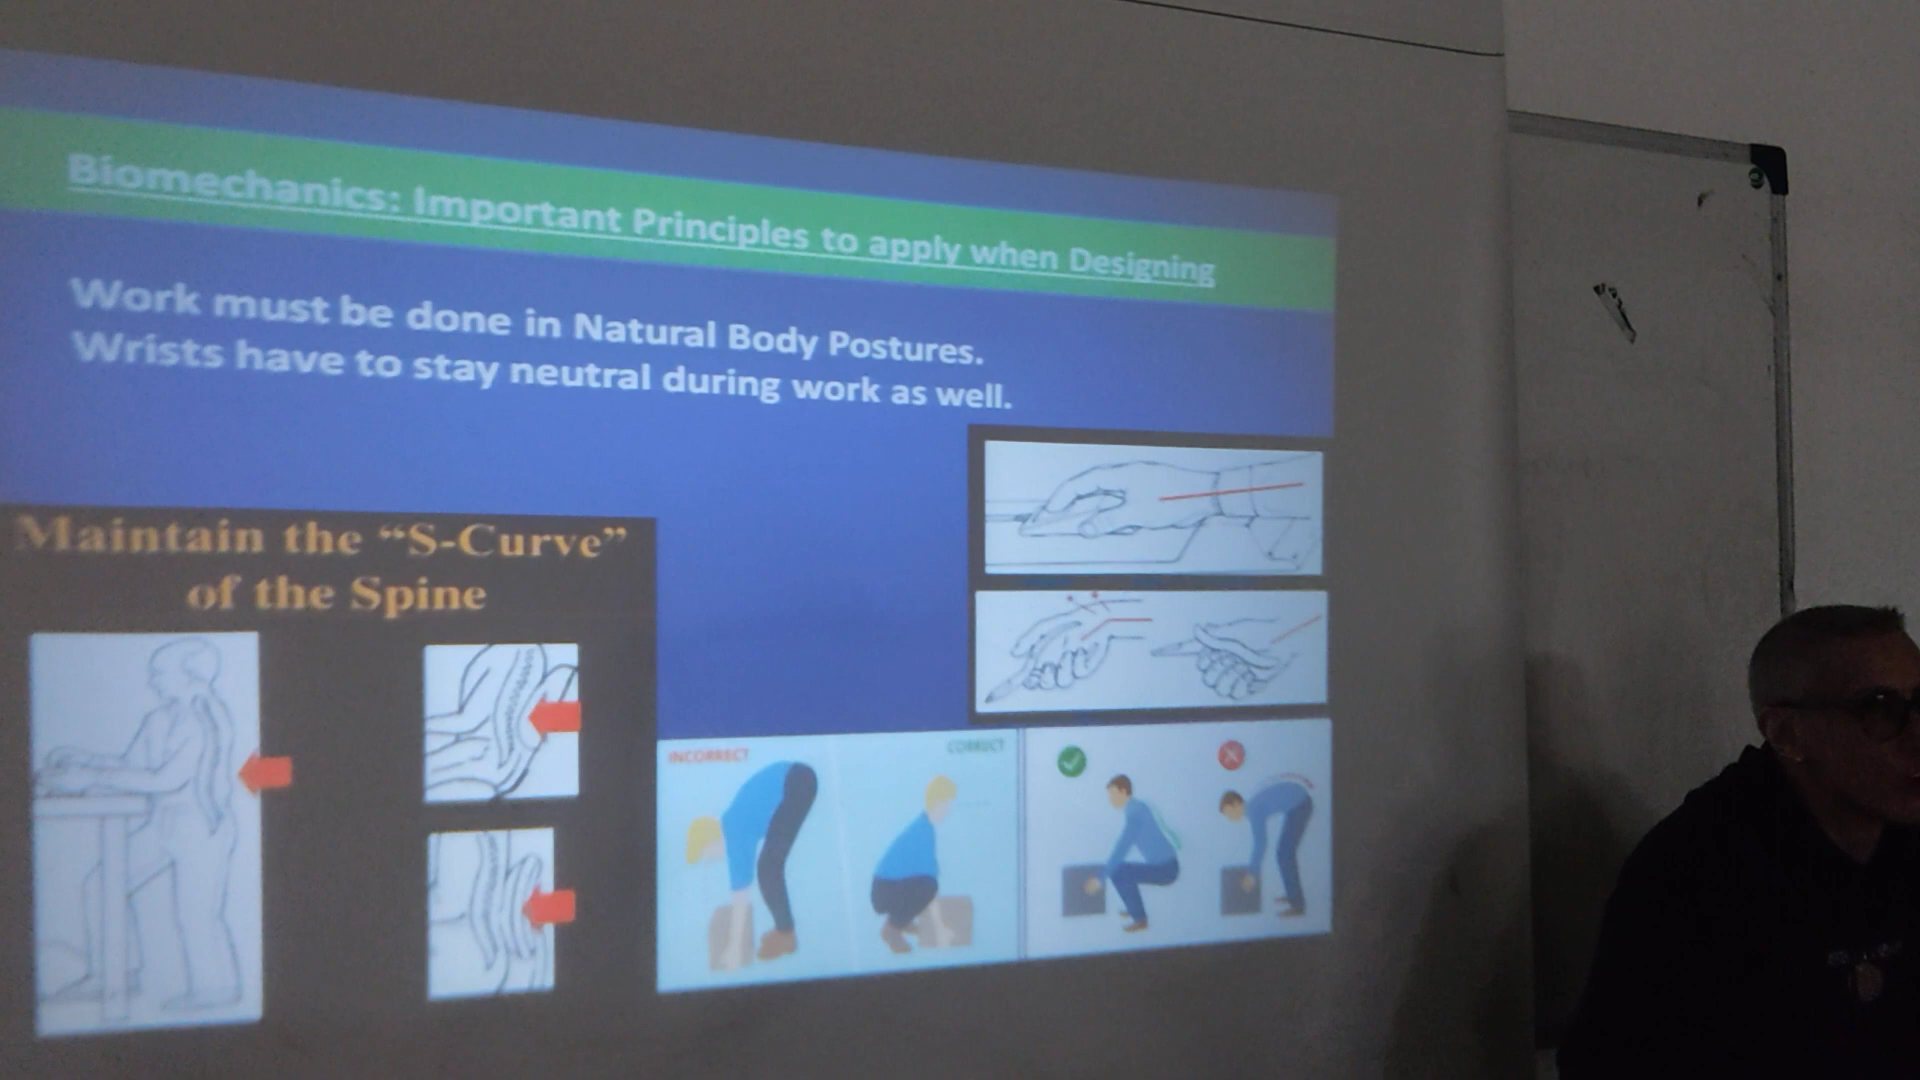 Biomechanics: Important Principles to apply when Designing
Work must be done in Natural Body Postures.
Wrists have to stay neutral during work as well.
Maintain the “S-Curve”
of the Spine
INCORRECT
CORRECT